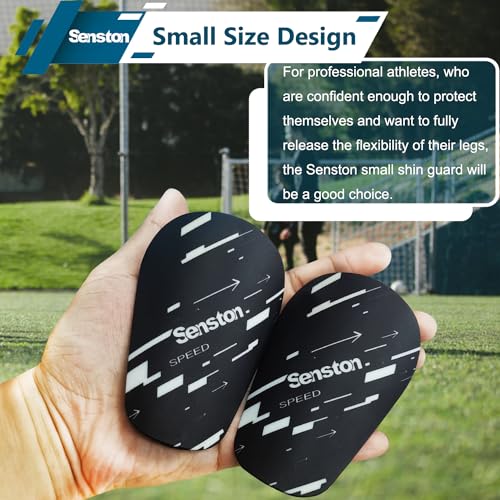 Senston
Small Size Design
For professional athletes, who
are confident enough to protect
themselves and want to fully
release the flexibility of their legs,
the Senston small shin guard will
be a good choice.
Senston
SPEED
Senston
SPEED